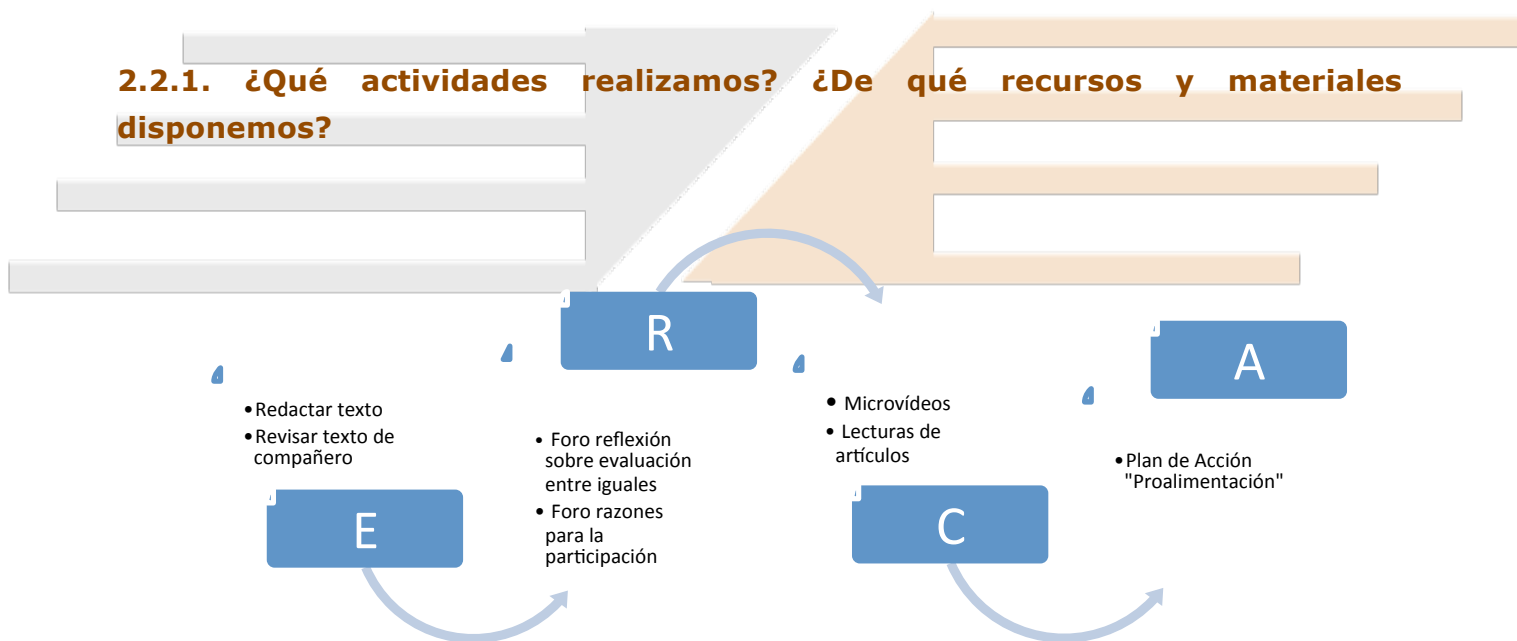 2.2.1. ¿Qué actividades realizamos? ¿De qué recursos y materiales
disponemos?
•Redactar texto
•Revisar texto de
compañero
E
R
• Foro reflexión
sobre evaluación
entre iguales
• Foro razones
para la
participación
• Microvídeos
• Lecturas de
artículos
C
A
•Plan de Acción
"Proalimentación"